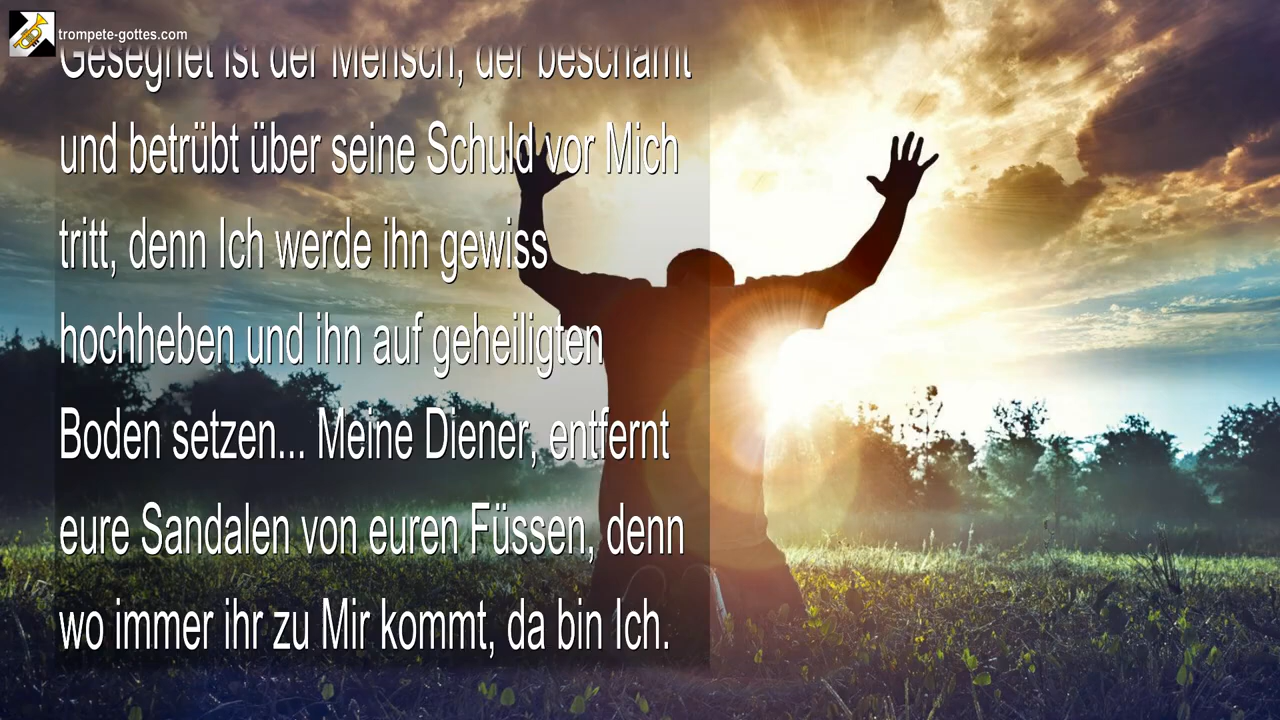 trompete-gottes.com
Gesegnet ist der Mensch, der beschämt
und betrübt über seine Schuld vor Mich
tritt, denn Ich werde ihn gewiss
hochheben und ihn auf geheiligten
Boden setzen... Meine Diener, entfernt
eure Sandalen von euren Füssen, denn
wo immer ihr zu Mir kommt, da bin Ich.